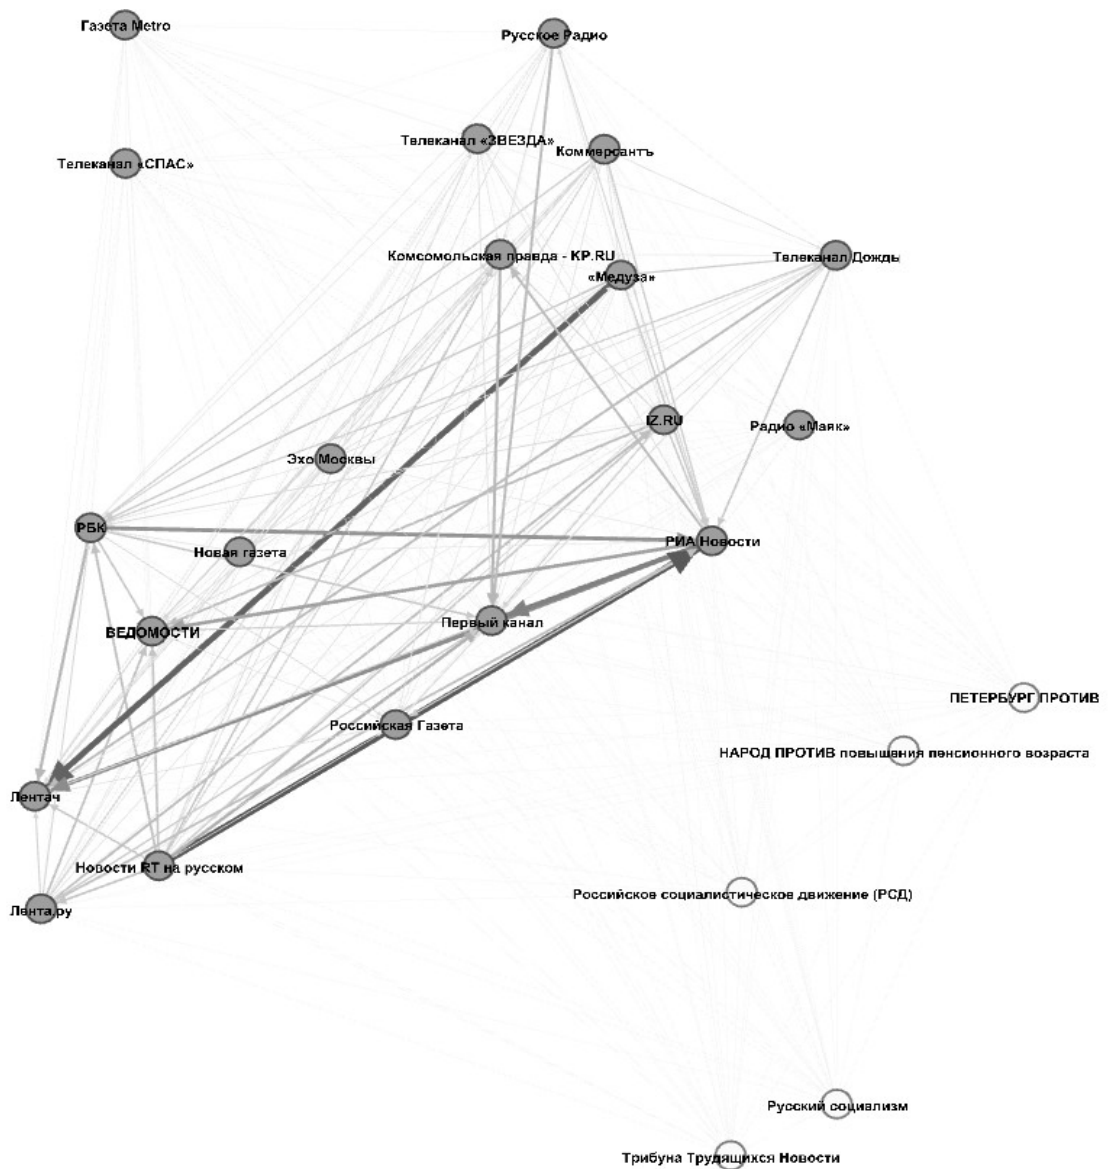 Газета Metro
Русское Радио
Телеканал «ЗВЕЗДА»
Коммерсантъ
Телеканал «СПАС»
Комсомольская правда - KP.RU
Телеканал Дождь
«Медуза»
IZ.RU
Радио «Маяк»
Эхо Москвы
РБК
РИА Новости
Новая газета
Первый канал
ВЕДОМОСТИ
ПЕТЕРБУРГ ПРОТИВ
Российская Газета
НАРОД ПРОТИВ повышения пенсионного возраста
Лентач
Новости RT на русском
Российское социалистическое движение (РСД)
Лента.ру
Русский социализм
Трибуна Трудящихся Новости